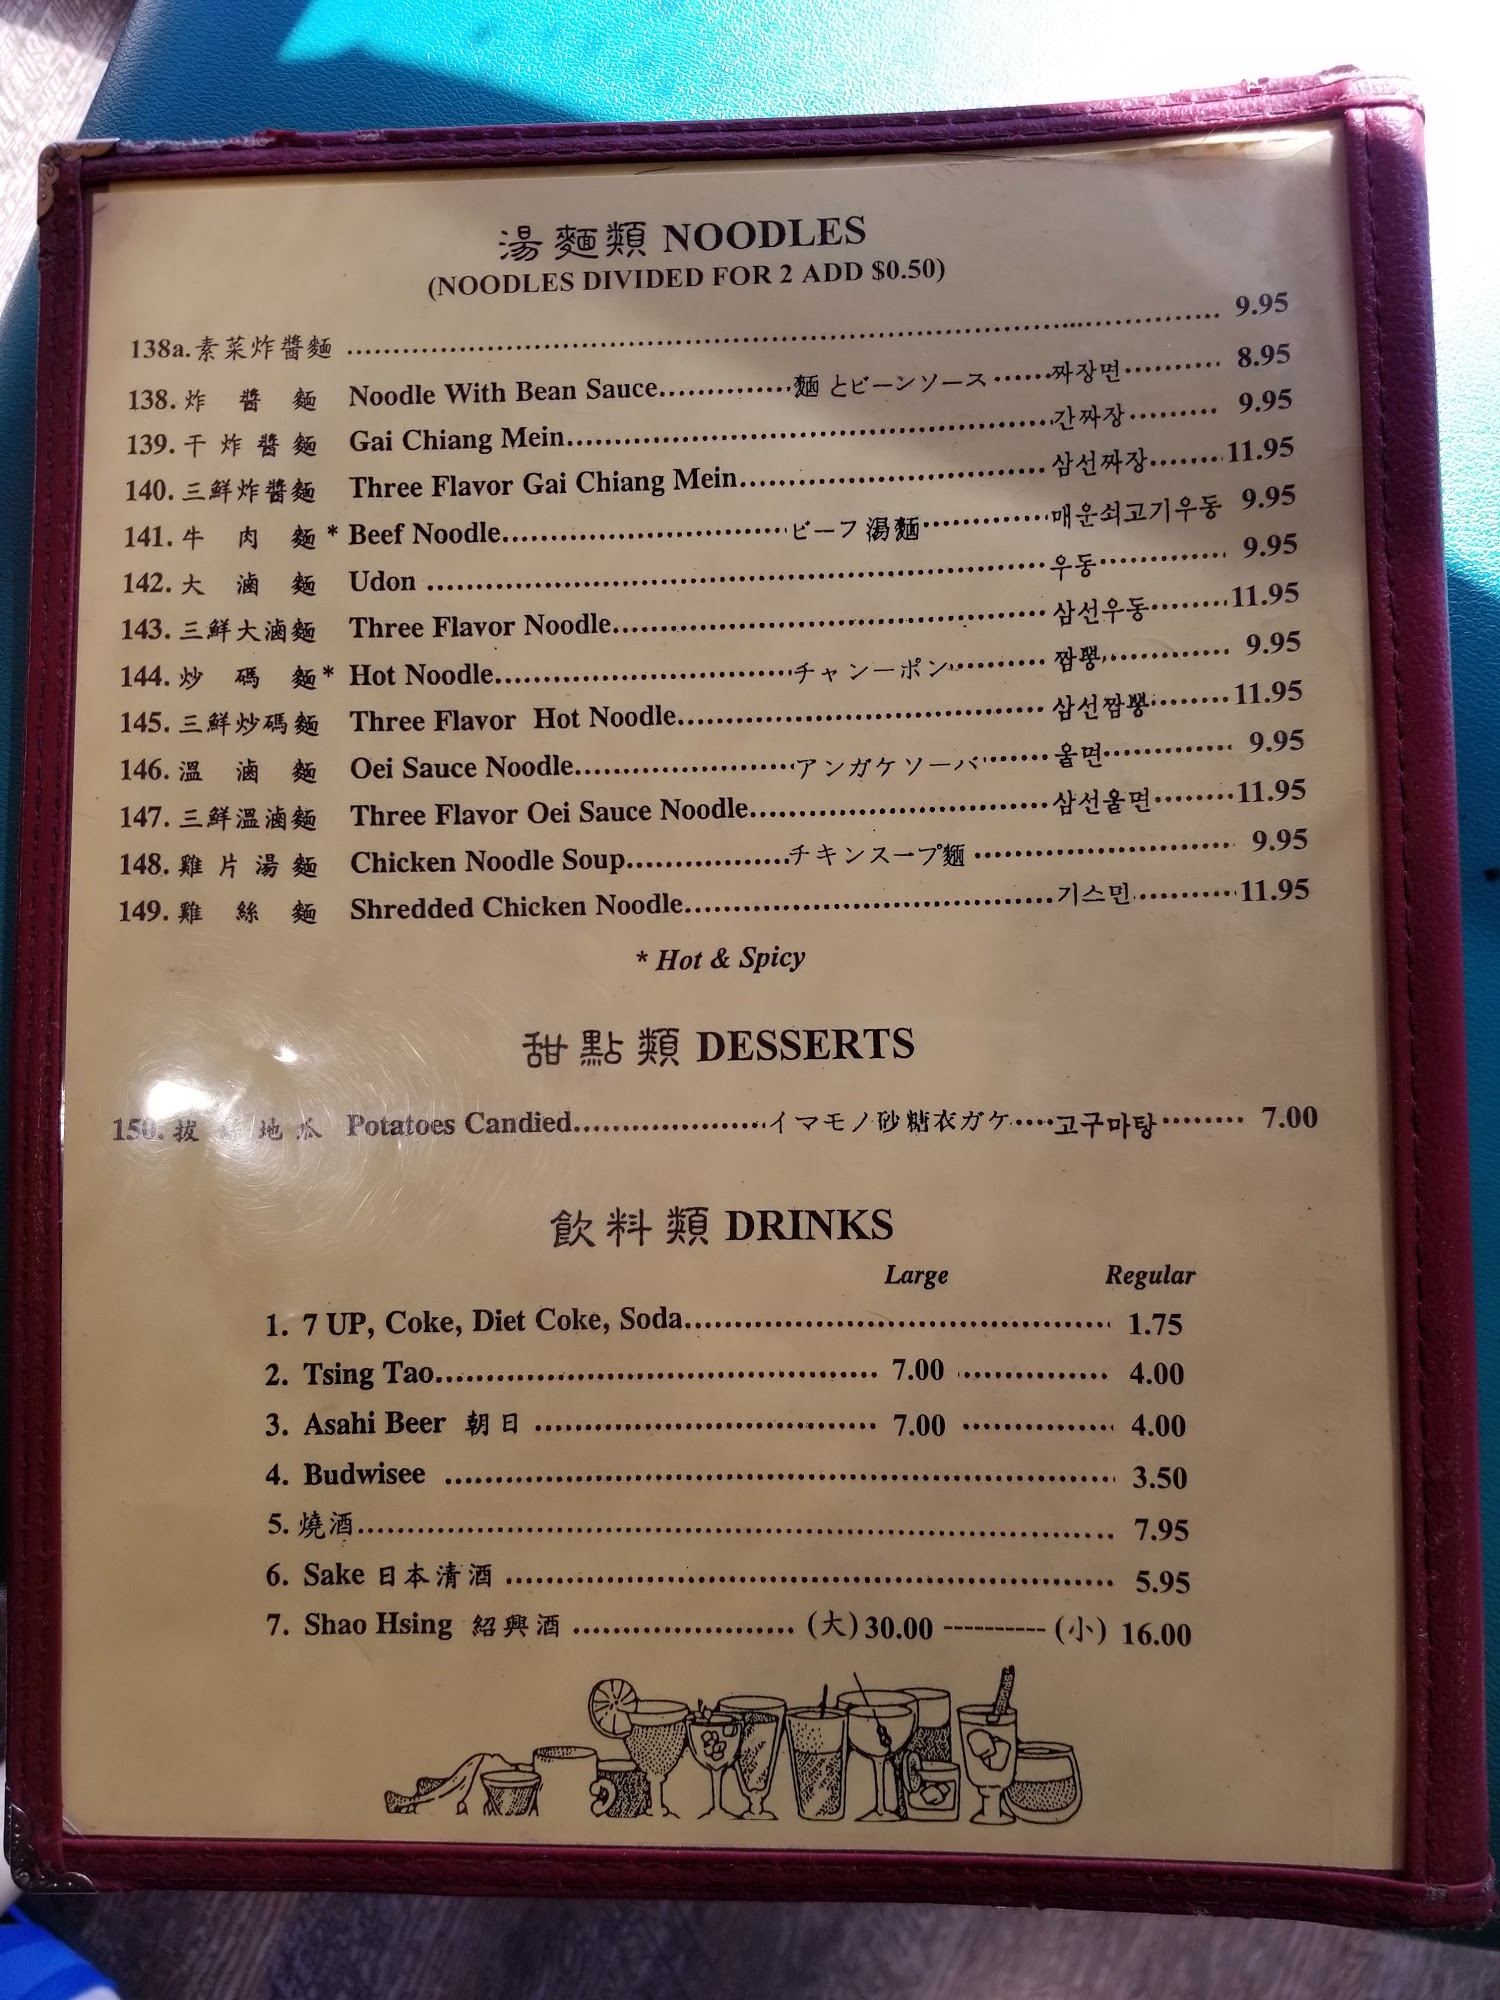 湯麵類 NOODLES
(NOODLES DIVIDED FOR 2 ADD $0.50)
138a. 素菜炸醬麵 ........ 9.95
138. 炸醬麵 Noodle With Bean Sauce........麵とビーンソース......짜장면........ 8.95
139. 干炸醬麵 Gai Chiang Mein........간짜장........ 9.95
140. 三鮮炸醬麵 Three Flavor Gai Chiang Mein........삼선짜장........11.95
141. 牛肉麵 * Beef Noodle........ビーフ湯麵........매운쇠고기우동 9.95
142. 大滷麵 Udon ........우동........ 9.95
143. 三鮮大滷麵 Three Flavor Noodle........삼선우동........11.95
144. 炒碼麵 * Hot Noodle........チャンーポン........짬뽕........ 9.95
145. 三鮮炒碼麵 Three Flavor Hot Noodle........삼선짬뽕........11.95
146. 溫滷麵 Oei Sauce Noodle........アンガケソーバ........울면........ 9.95
147. 三鮮溫滷麵 Three Flavor Oei Sauce Noodle........삼선울면........11.95
148. 雞片湯麵 Chicken Noodle Soup........チキンスープ麵 ........ 9.95
149. 雞絲麵 Shredded Chicken Noodle........기스민........11.95
* Hot & Spicy
甜點類 DESSERTS
150. 拔地瓜 Potatoes Candied........イマモノ砂糖衣ガケ....고구마탕........ 7.00
飲料類 DRINKS
Large Regular
1. 7 UP, Coke, Diet Coke, Soda........ 1.75
2. Tsing Tao........ 7.00 ........ 4.00
3. Asahi Beer 朝日 ........ 7.00 ........ 4.00
4. Budwisee ........ 3.50
5. 燒酒........ 7.95
6. Sake 日本清酒 ........ 5.95
7. Shao Hsing 紹興酒 ........ (大) 30.00 ---------- (小) 16.00